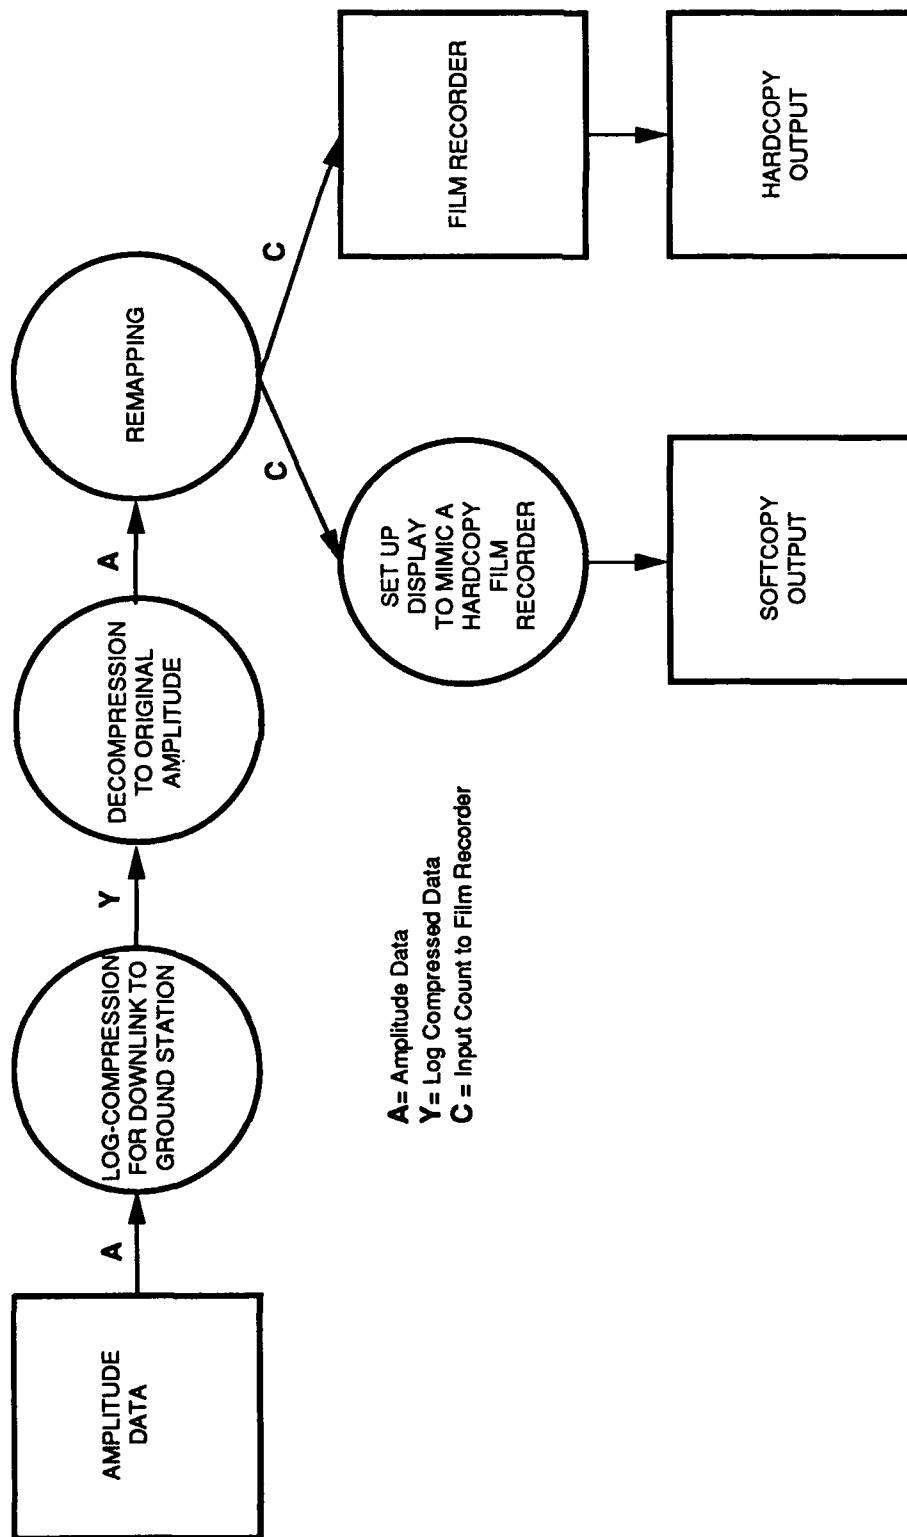 AMPLITUDE
DATA
A
LOG-COMPRESSION
FOR DOWNLINK TO
GROUND STATION
Y
DECOMPRESSION
TO ORIGINAL
AMPLITUDE
A
REMAPPING
C
C
SET UP
DISPLAY
TO MIMIC A
HARDCOPY
FILM
RECORDER
FILM RECORDER
SOFTCOPY
OUTPUT
HARDCOPY
OUTPUT
A= Amplitude Data
Y= Log Compressed Data
C = Input Count to Film Recorder